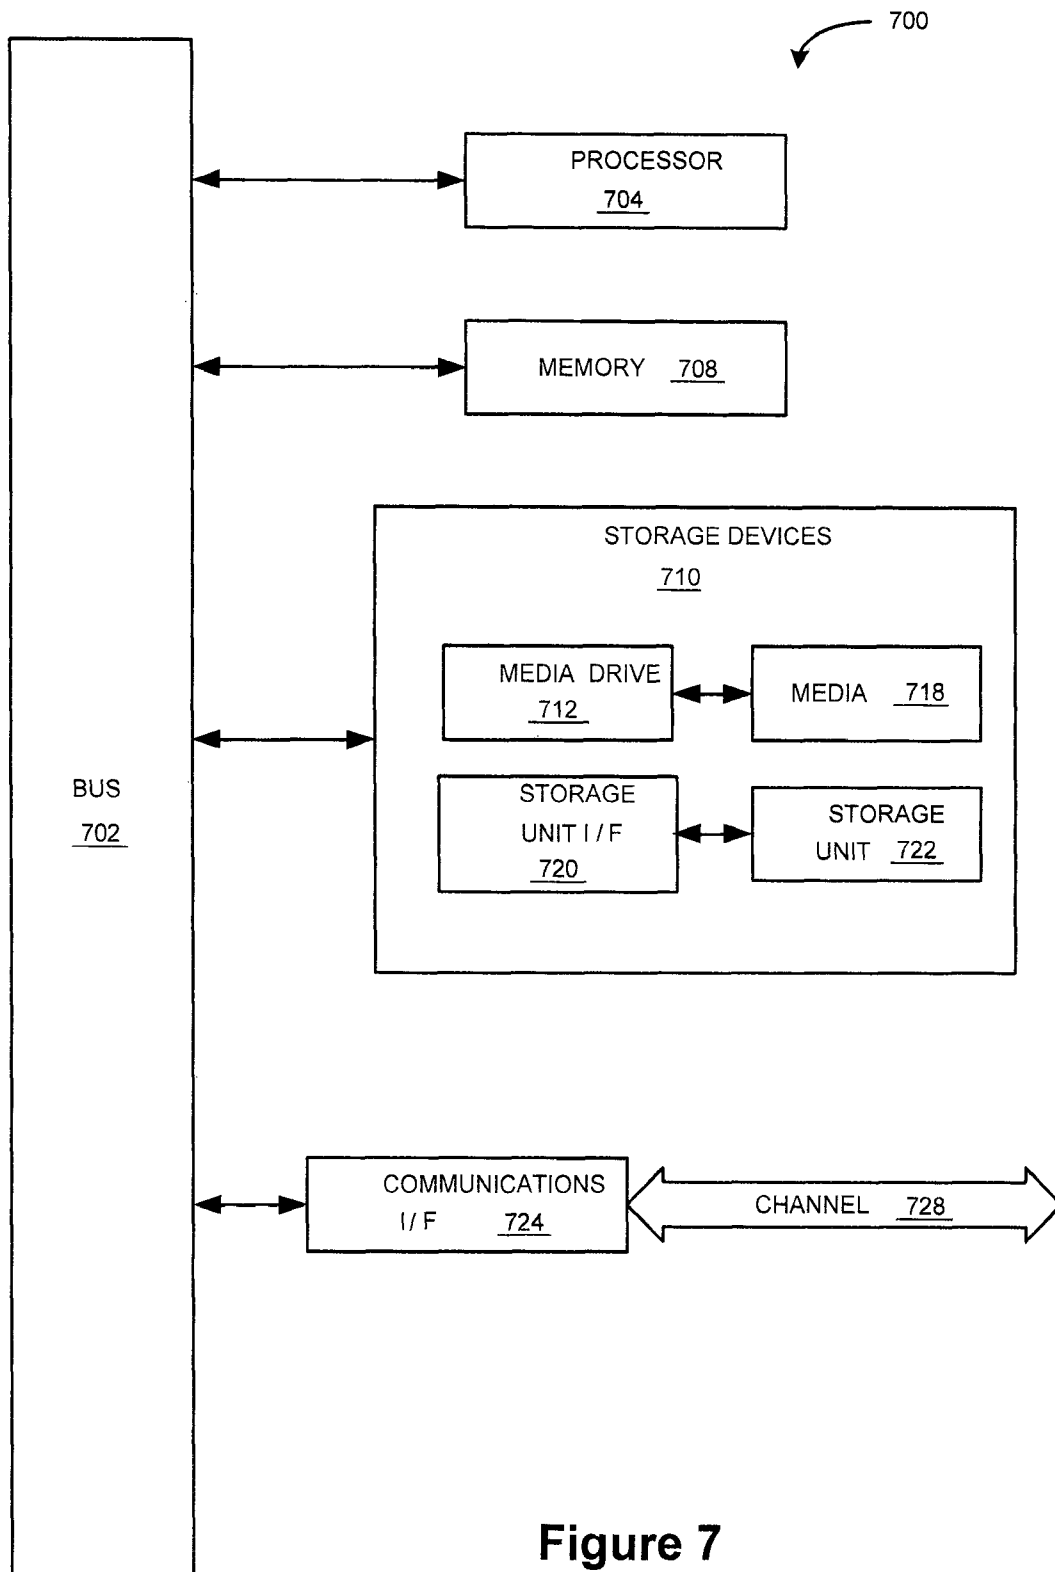 700
PROCESSOR
704
MEMORY 708
STORAGE DEVICES
710
MEDIA DRIVE
712
MEDIA 718
STORAGE
UNIT I / F
720
STORAGE
UNIT 722
BUS
702
COMMUNICATIONS
I / F 724
CHANNEL 728
Figure 7